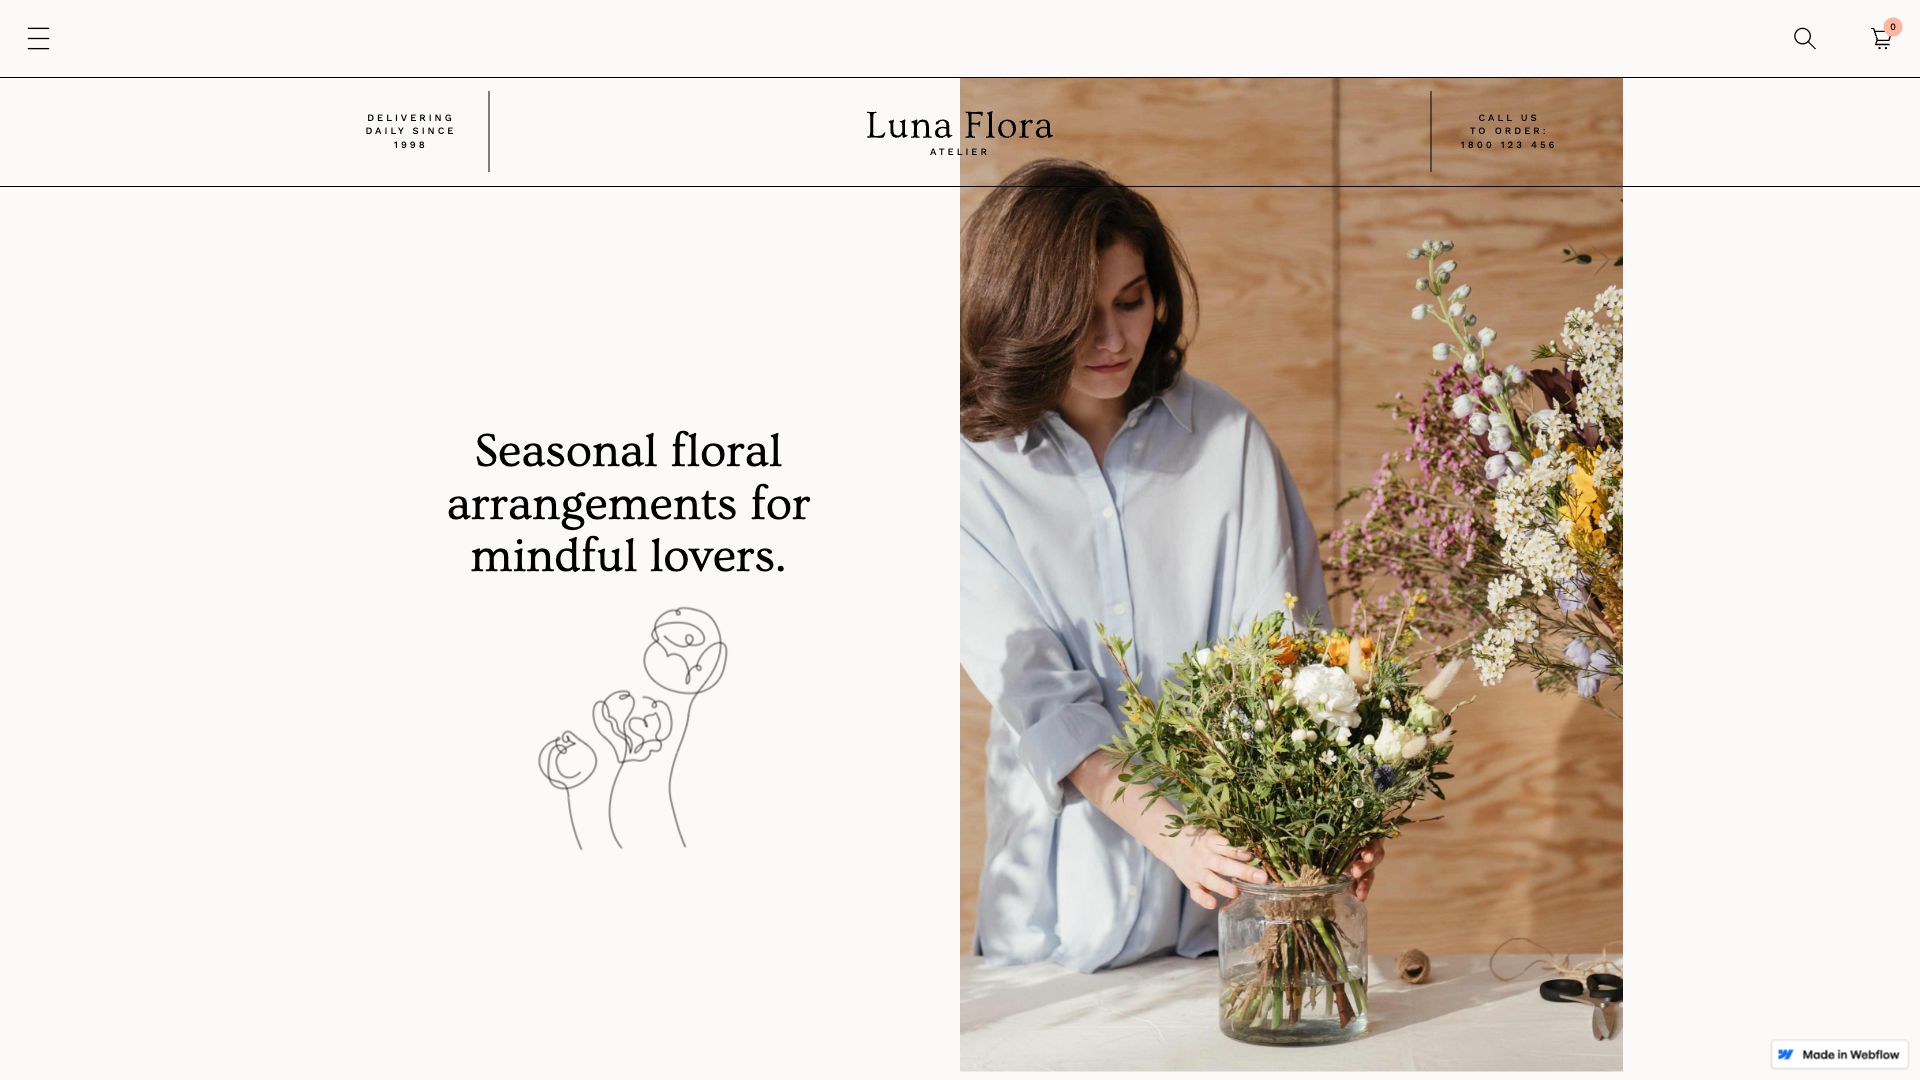 0
DELIVERING
DAILY SINCE
1998
Luna Flora
ATELIER
CALL US
TO ORDER:
1800 123 456
Seasonal floral
arrangements for
mindful lovers.
Made in Webflow